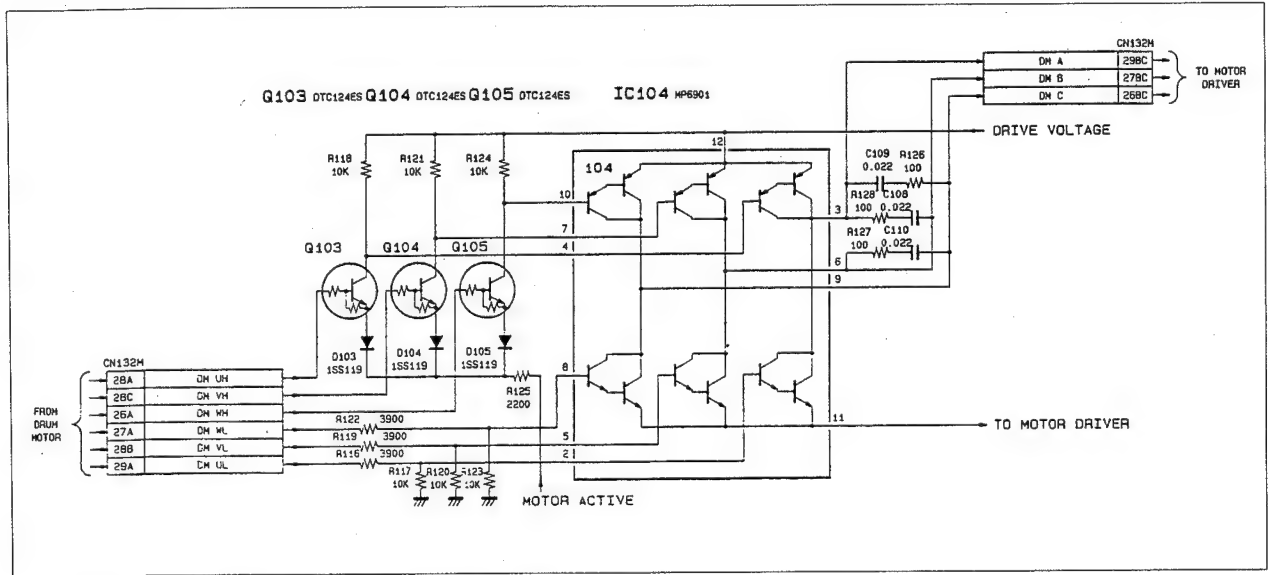 CN132M
DM A 29BC
DM B 27BC
DM C 26BC
TO MOTOR
DRIVER
Q103 DTC124ES Q104 DTC124ES Q105 DTC124ES IC104 MP6901
DRIVE VOLTAGE
12
R118
10K
R121
10K
R124
10K
104
C109
0.022
R126
100
10
3
R128
100
C108
0.022
7
4
R127
100
C110
0.022
Q103
Q104
Q105
6
9
D103
1SS119
D104
1SS119
D105
1SS119
8
CN132M
28A DM UH
28C DM VH
26A DM WH
27A DM WL
28B DM VL
29A DM UL
FROM
DRUM
MOTOR
R125
2200
R122 3900
R119 3900
R116 3900
5
2
11
TO MOTOR DRIVER
R117
10K
R120
10K
R123
10K
MOTOR ACTIVE